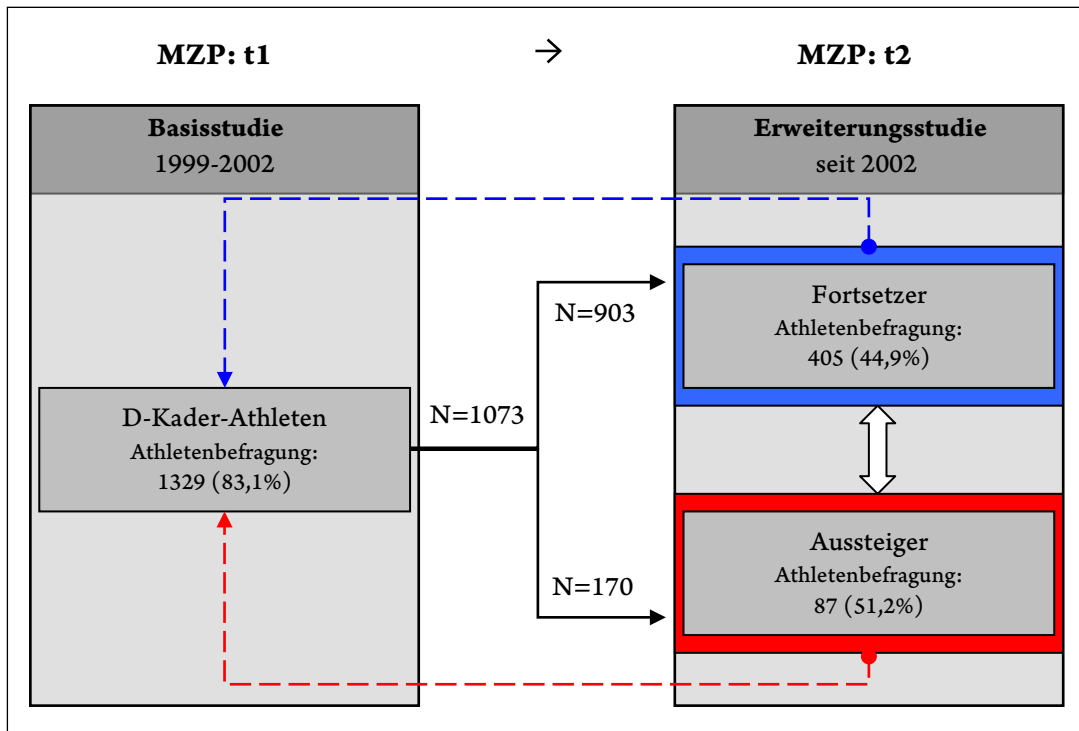 MZP: t1 → MZP: t2
Basisstudie
1999-2002
Erweiterungsstudie
seit 2002
D-Kader-Athleten
Athletenbefragung:
1329 (83,1%)
N=1073
N=903
N=170
Fortsetzer
Athletenbefragung:
405 (44,9%)
Aussteiger
Athletenbefragung:
87 (51,2%)